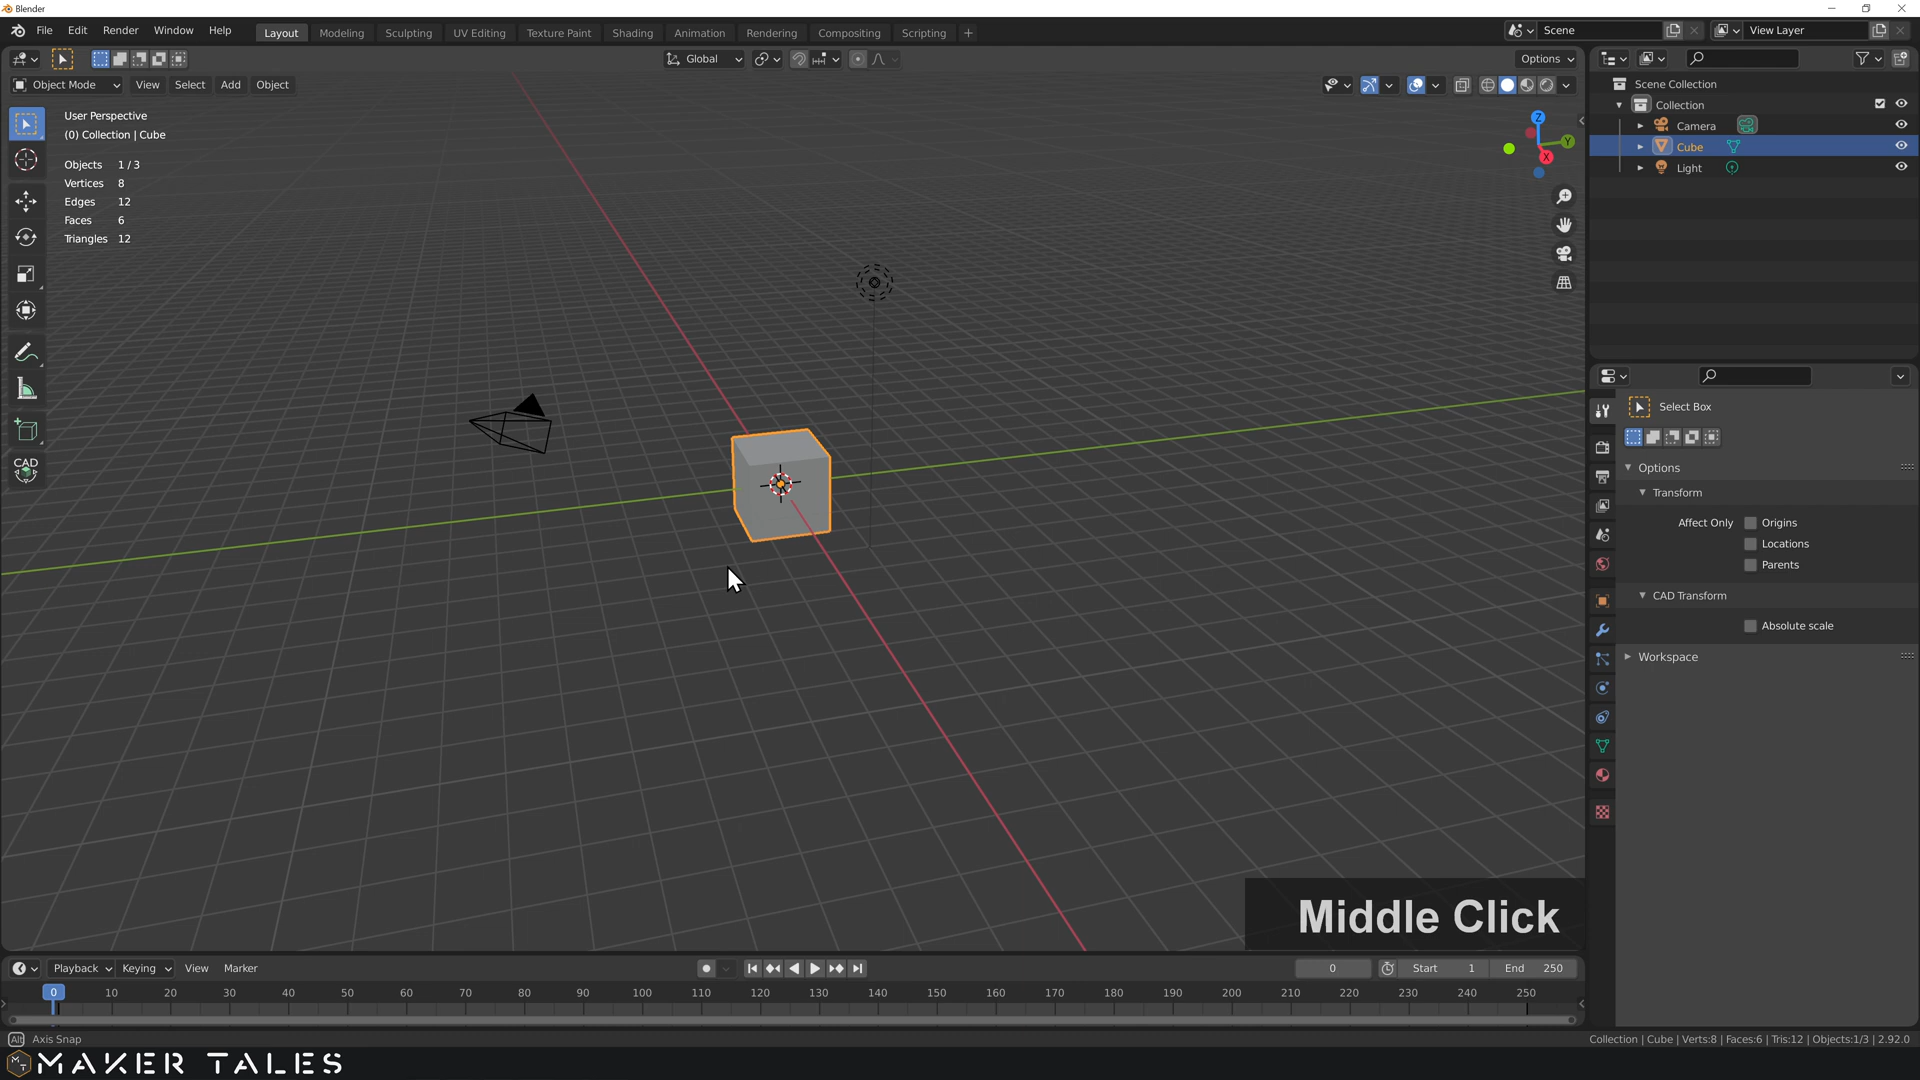 Blender
File Edit Render Window Help Layout Modeling Sculpting UV Editing Texture Paint Shading Animation Rendering Compositing Scripting + Scene View Layer
Global Options
Object Mode View Select Add Object
User Perspective
(0) Collection | Cube
Objects 1 / 3
Vertices 8
Edges 12
Faces 6
Triangles 12
CAD
Z
Y
X
Scene Collection
Collection
Camera
Cube
Light
Select Box
Options
Transform
Affect Only Origins
Locations
Parents
CAD Transform
Absolute scale
Workspace
Middle Click
Playback Keying View Marker 0 Start 1 End 250
0 10 20 30 40 50 60 70 80 90 100 110 120 130 140 150 160 170 180 190 200 210 220 230 240 250
Alt Axis Snap Collection | Cube | Verts:8 | Faces:6 | Tris:12 | Objects:1/3 | 2.92.0
MT MAKER TALES